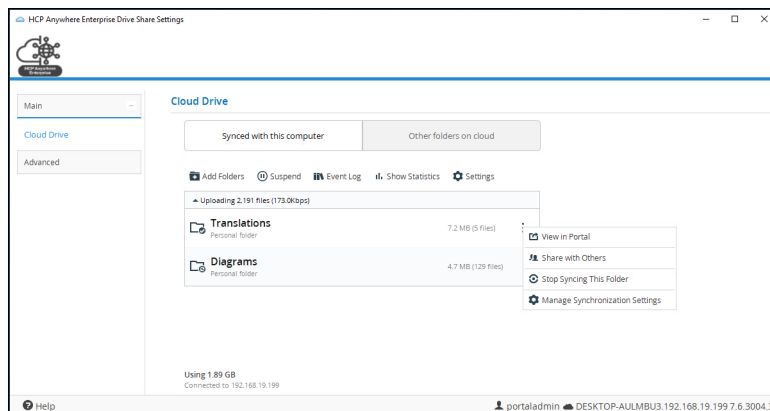 HCP Anywhere Enterprise Drive Share Settings
HCP Anywhere
Enterprise
Main
Cloud Drive
Cloud Drive
Synced with this computer
Other folders on cloud
Advanced
Add Folders Suspend Event Log Show Statistics Settings
Uploading 2,191 files (173.0Kbps)
Translations
Personal folder
7.2 MB (5 files)
View in Portal
Share with Others
Diagrams
Personal folder
4.7 MB (129 files)
Stop Syncing This Folder
Manage Synchronization Settings
Using 1.89 GB
Connected to 192.168.19.199
Help
portaladmin DESKTOP-AULMBU3.192.168.19.199 7.6.3004.